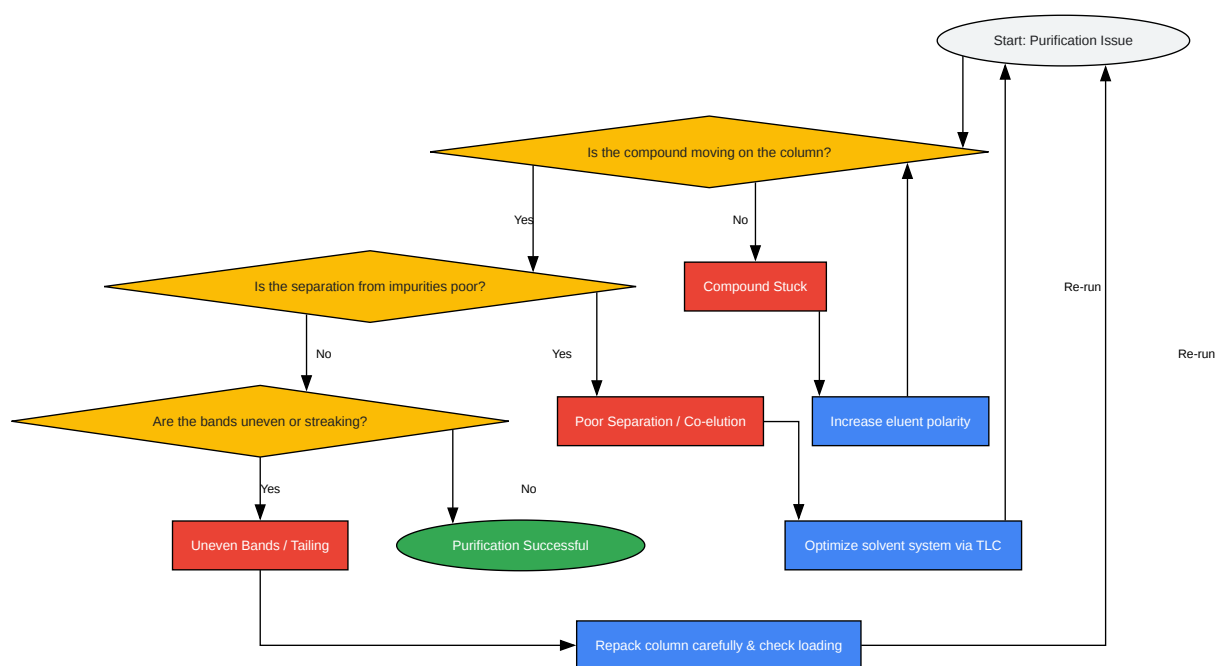 Start: Purification Issue
Is the compound moving on the column?
Yes
No
Is the separation from impurities poor?
Compound Stuck
Re-run
No
Yes
Re-run
Are the bands uneven or streaking?
Poor Separation / Co-elution
Increase eluent polarity
Yes
No
Uneven Bands / Tailing
Purification Successful
Optimize solvent system via TLC
Repack column carefully & check loading